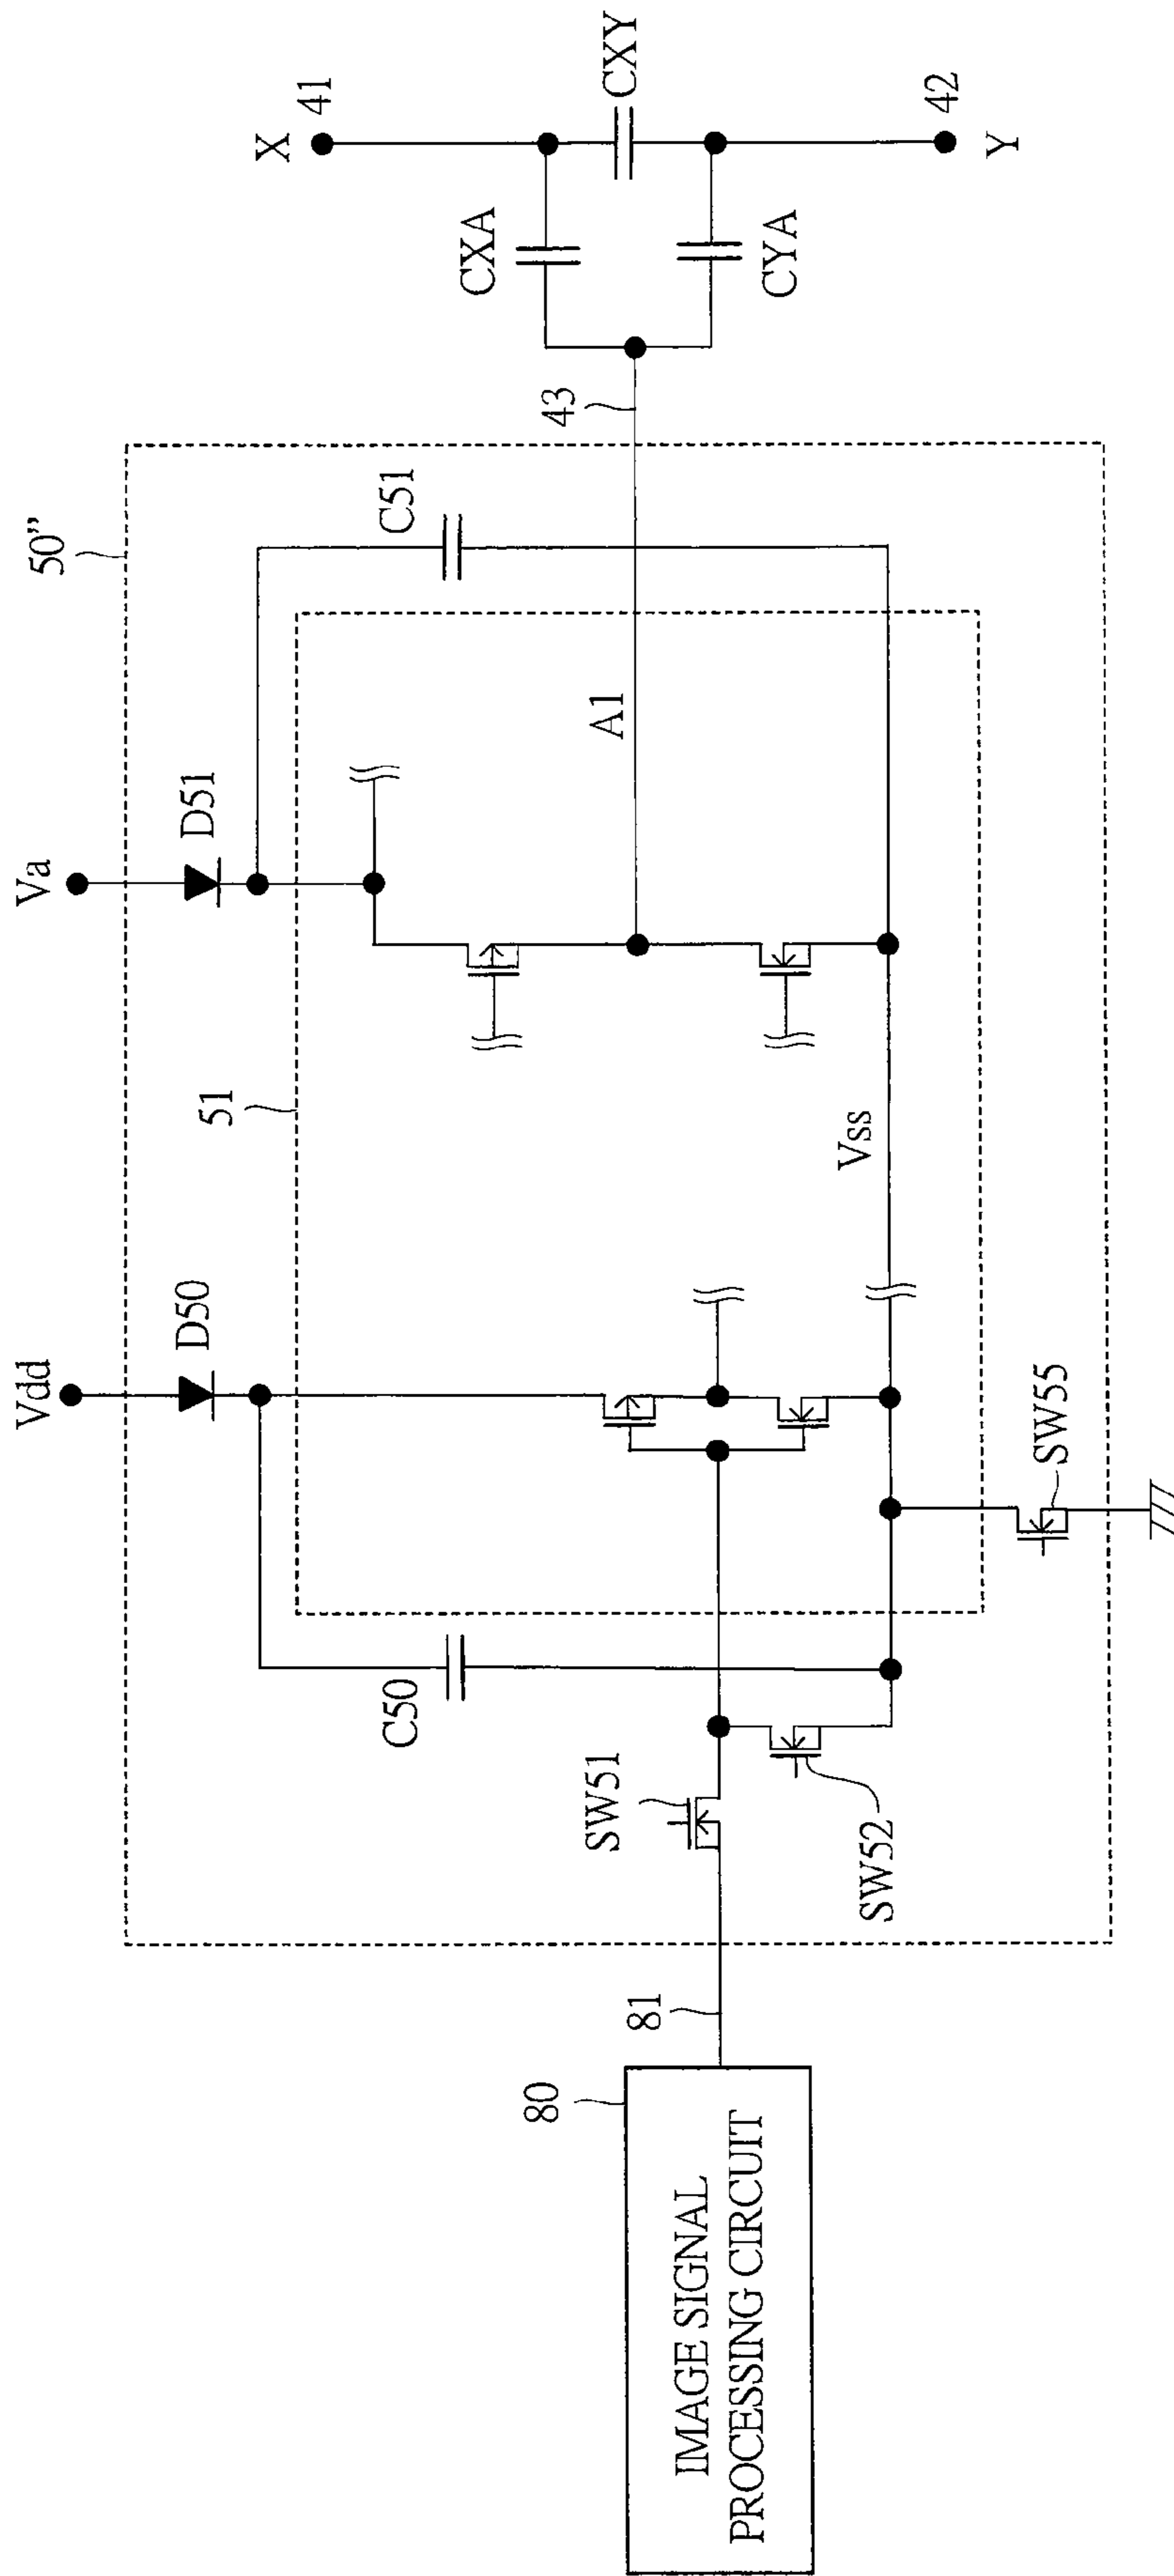 Vdd
Va
50”
D50
D51
51
C50
C51
A1
Vss
SW51
SW52
SW55
43
CXA
CYA
CXY
X
41
42
Y
80
81
IMAGE SIGNAL
PROCESSING CIRCUIT